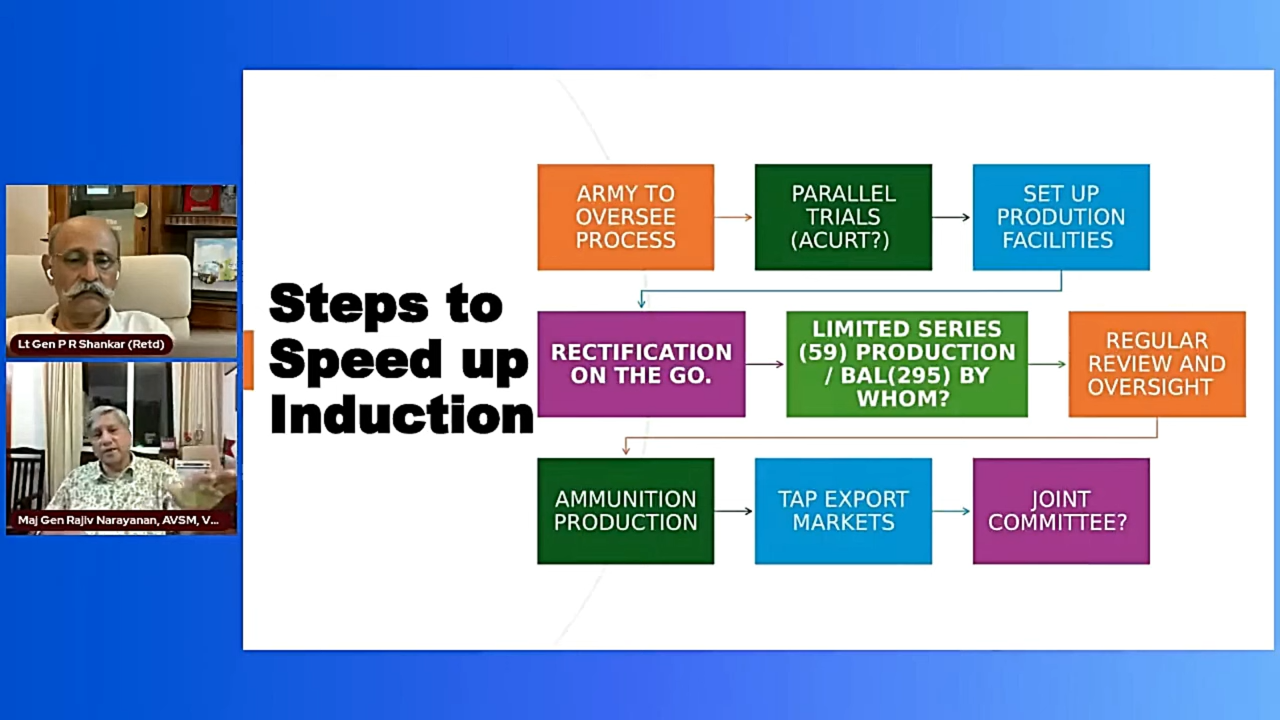 Steps to
Speed up
Induction
ARMY TO
OVERSEE
PROCESS
PARALLEL
TRIALS
(ACURT?)
SET UP
PRODUTION
FACILITIES
RECTIFICATION
ON THE GO.
LIMITED SERIES
(59) PRODUCTION
/ BAL(295) BY
WHOM?
REGULAR
REVIEW AND
OVERSIGHT
AMMUNITION
PRODUCTION
TAP EXPORT
MARKETS
JOINT
COMMITTEE?
Lt Gen P R Shankar (Retd)
Maj Gen Rajiv Narayanan, AVSM, V...